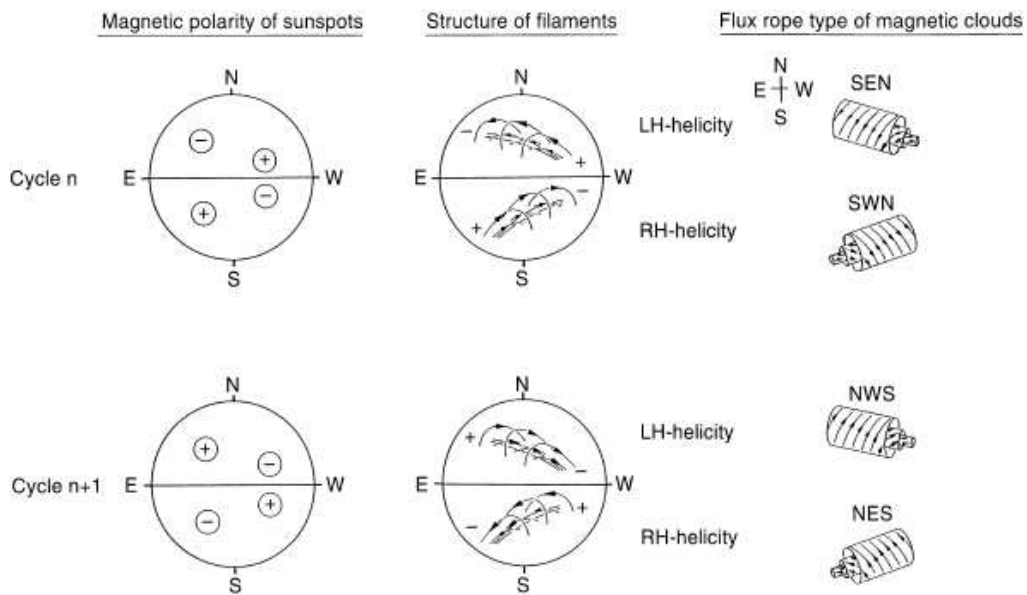 Magnetic polarity of sunspots
Structure of filaments
Flux rope type of magnetic clouds
Cycle n
N
E
W
S
−
+
−
+
N
E
W
S
−
+
−
+
LH-helicity
RH-helicity
N
E
W
S
SEN
SWN
Cycle n+1
N
E
W
S
+
−
+
−
N
E
W
S
+
−
+
−
LH-helicity
RH-helicity
NWS
NES